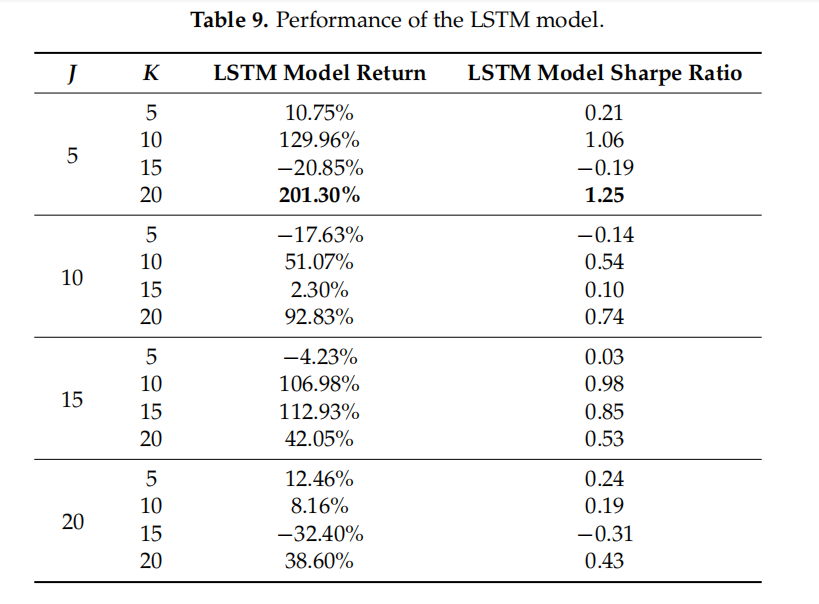 Table 9. Performance of the LSTM model.
J K LSTM Model Return LSTM Model Sharpe Ratio
5 10.75% 0.21
10 129.96% 1.06
5
15 −20.85% −0.19
20 201.30% 1.25
5 −17.63% −0.14
10 51.07% 0.54
10
15 2.30% 0.10
20 92.83% 0.74
5 −4.23% 0.03
10 106.98% 0.98
15
15 112.93% 0.85
20 42.05% 0.53
5 12.46% 0.24
10 8.16% 0.19
20
15 −32.40% −0.31
20 38.60% 0.43